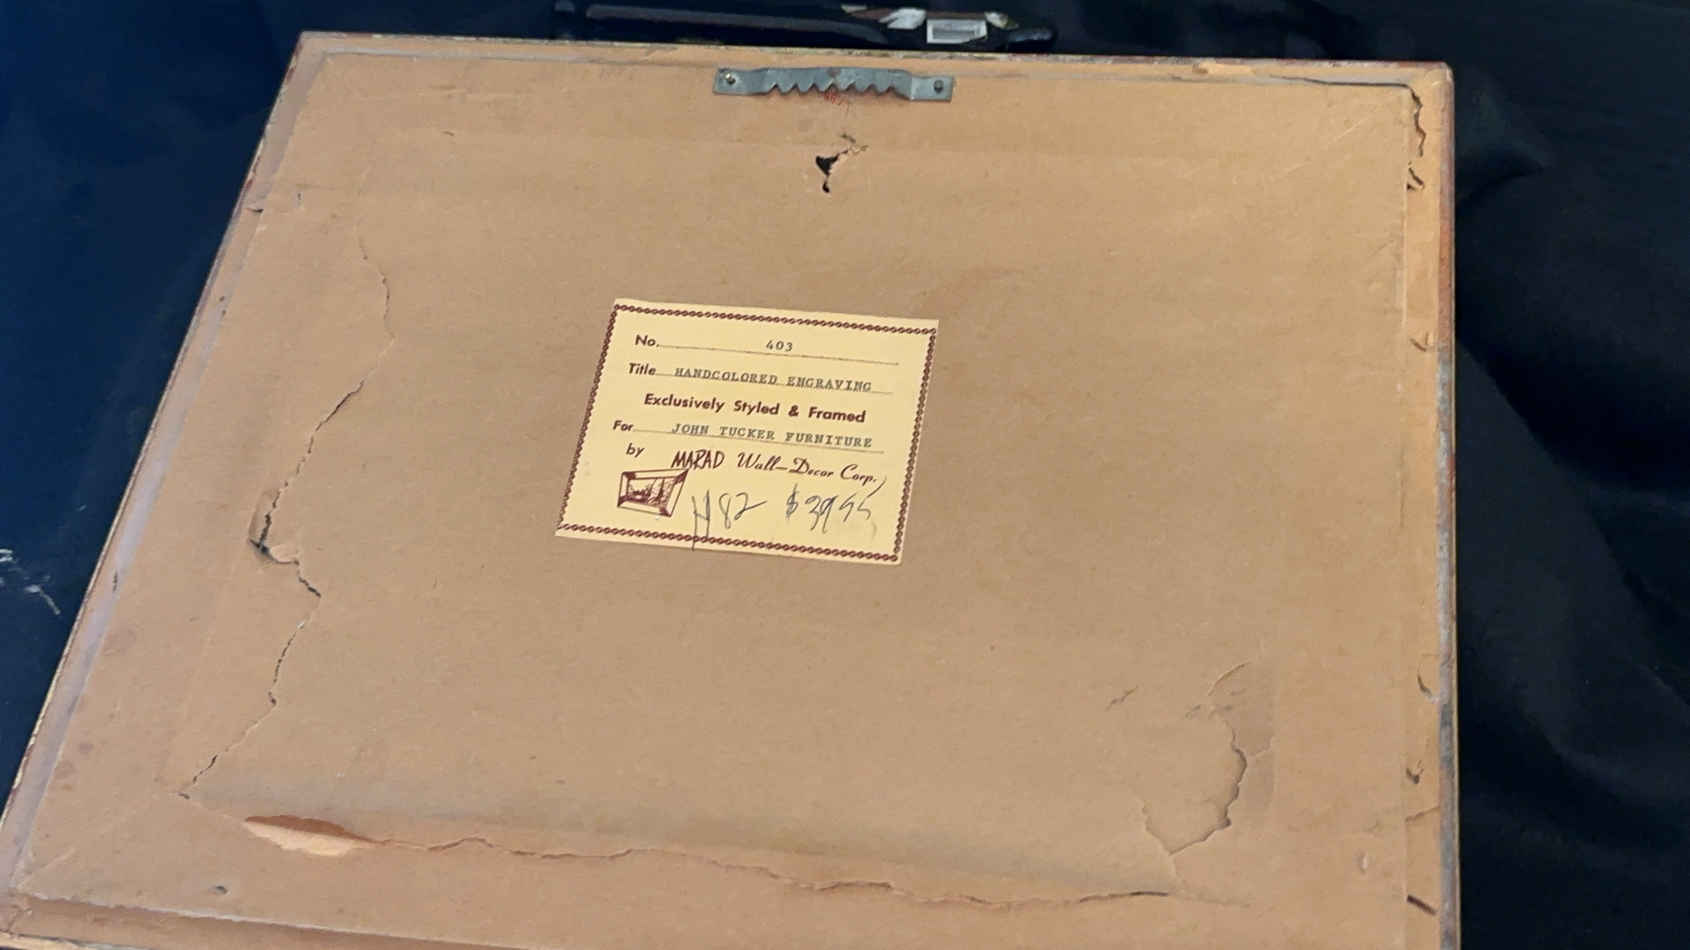 No. 403
Title HANDCOLORED ENGRAVING
Exclusively Styled & Framed
For JOHN TUCKER FURNITURE
by MARAD Wall-Decor Corp.
H82 $39.95